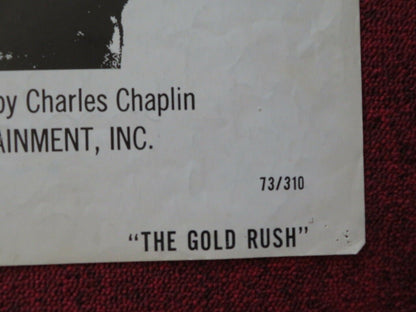 by Charles Chaplin
AINMENT, INC.
73/310
“THE GOLD RUSH”